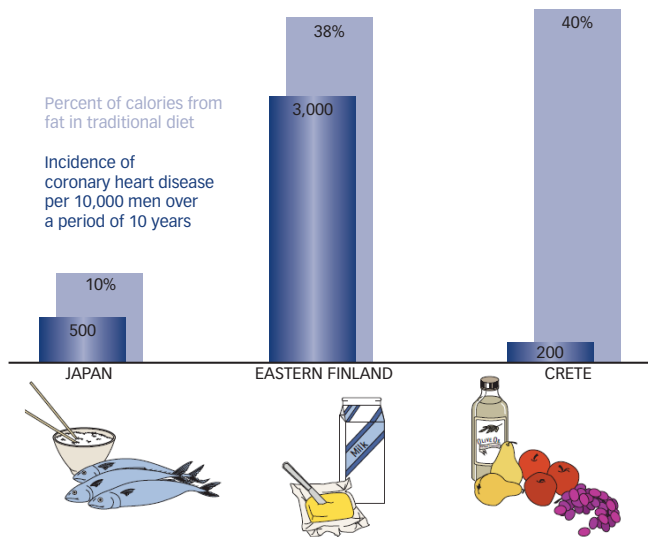 38%
40%
Percent of calories from
fat in traditional diet
3,000
Incidence of
coronary heart disease
per 10,000 men over
a period of 10 years
10%
500
200
JAPAN
EASTERN FINLAND
CRETE
Milk
OLIVE OIL